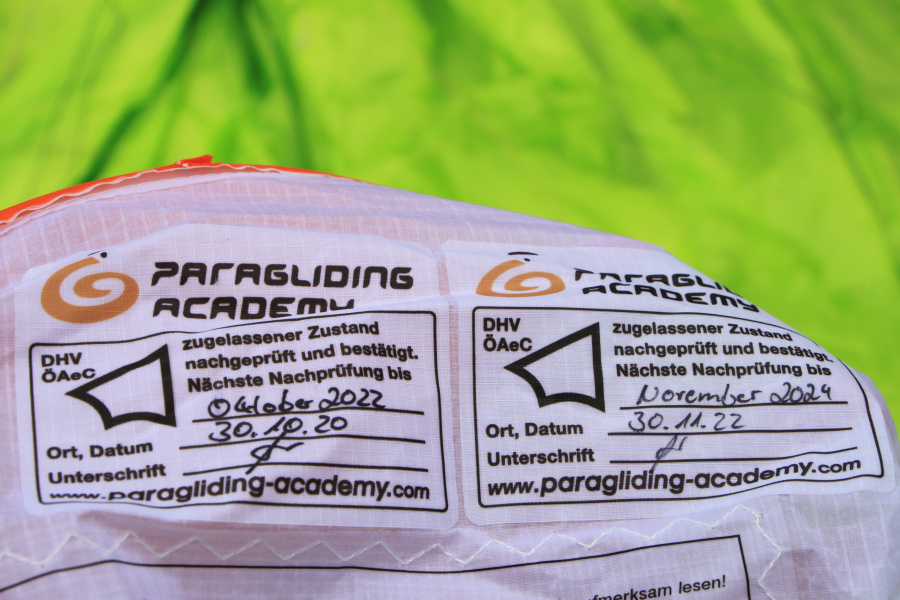 PARAGLIDING
ACADEMY
DHV
ÖAeC
zugelassener Zustand
nachgeprüft und bestätigt.
Nächste Nachprüfung bis
Oktober 2022
30.10.20
Ort, Datum
Unterschrift
www.paragliding-academy.com
PARAGLIDING
ACADEMY
DHV
ÖAeC
zugelassener Zustand
nachgeprüft und bestätigt.
Nächste Nachprüfung bis
November 2024
30.11.22
Ort, Datum
Unterschrift
www.paragliding-academy.com
lesen!